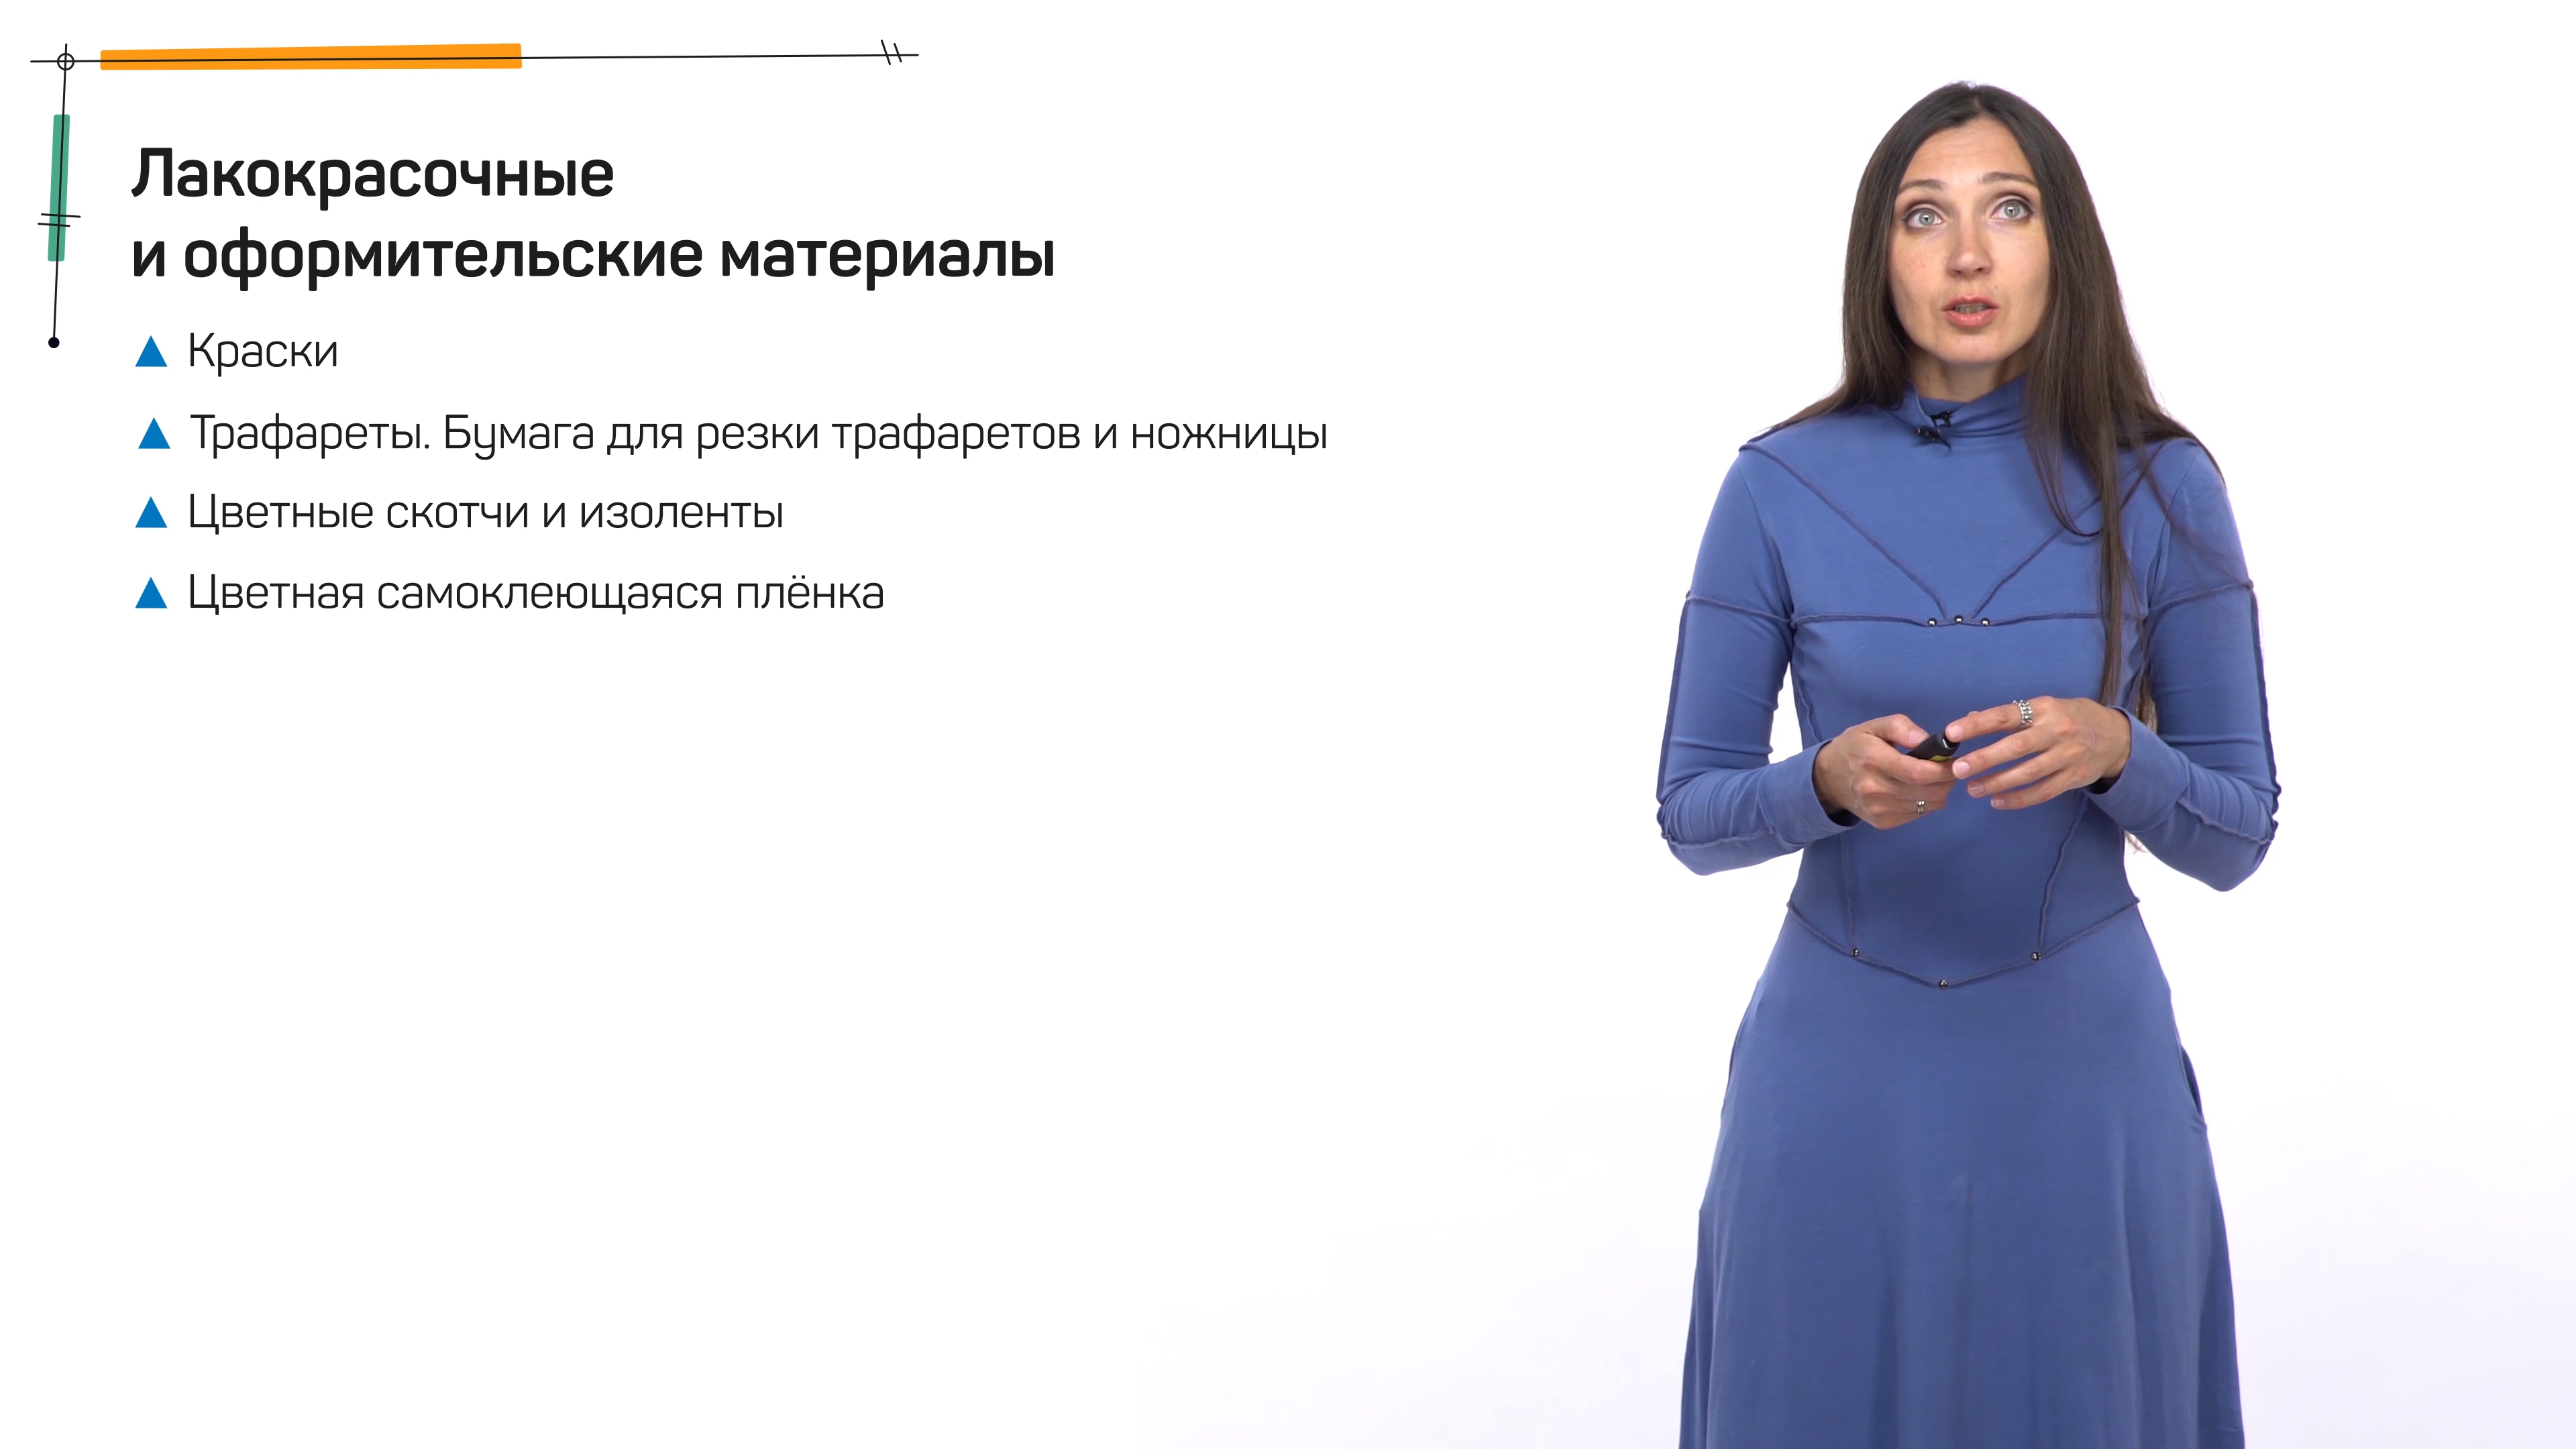 Лакокрасочные
и оформительские материалы
Краски
Трафареты. Бумага для резки трафаретов и ножницы
Цветные скотчи и изоленты
Цветная самоклеющаяся плёнка